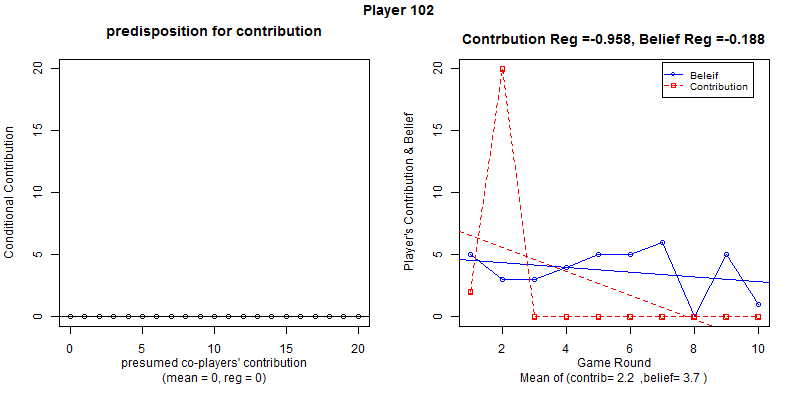 Player 102
predisposition for contribution
Conditional Contribution
20
15
10
5
0
0 5 10 15 20
presumed co-players' contribution
(mean = 0, reg = 0)
Contrbution Reg =-0.958, Belief Reg =-0.188
Player's Contribution & Belief
20
15
10
5
0
Beleif
Contribution
2 4 6 8 10
Game Round
Mean of (contrib= 2.2 ,belief= 3.7 )